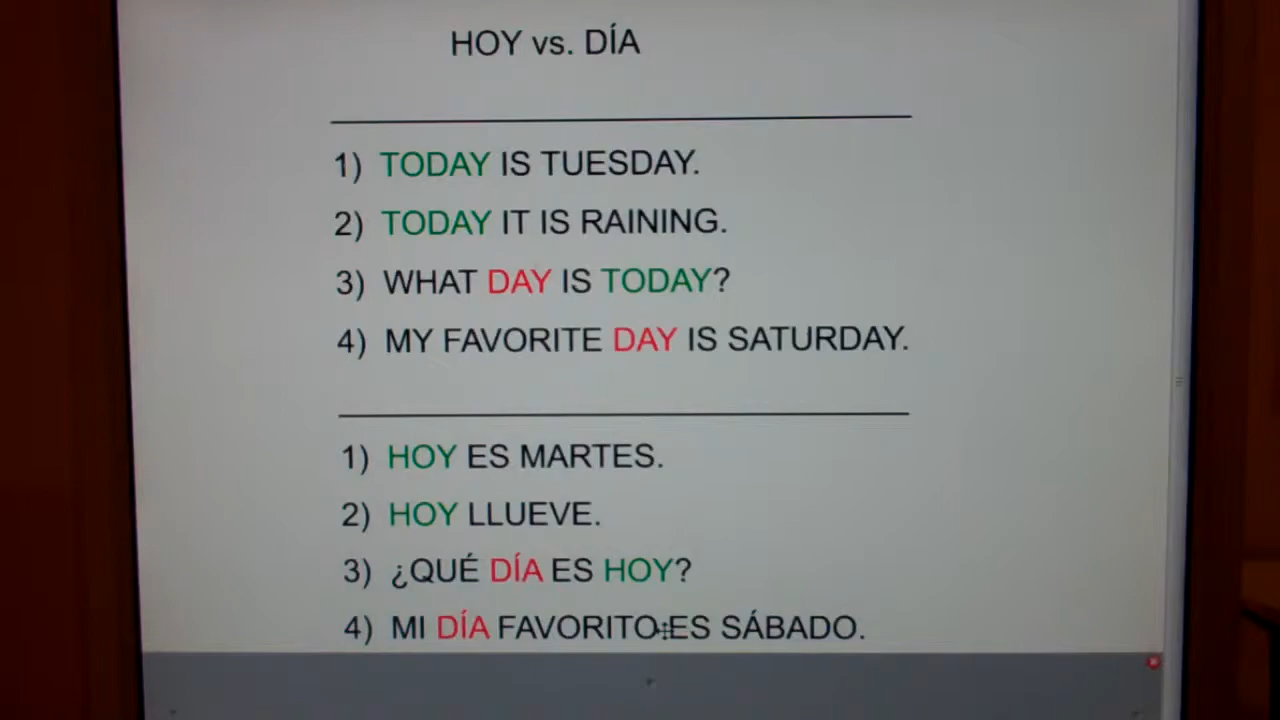 HOY vs. DÍA
1) TODAY IS TUESDAY.
2) TODAY IT IS RAINING.
3) WHAT DAY IS TODAY?
4) MY FAVORITE DAY IS SATURDAY.
1) HOY ES MARTES.
2) HOY LLUEVE.
3) ¿QUÉ DÍA ES HOY?
4) MI DÍA FAVORITO ES SÁBADO.